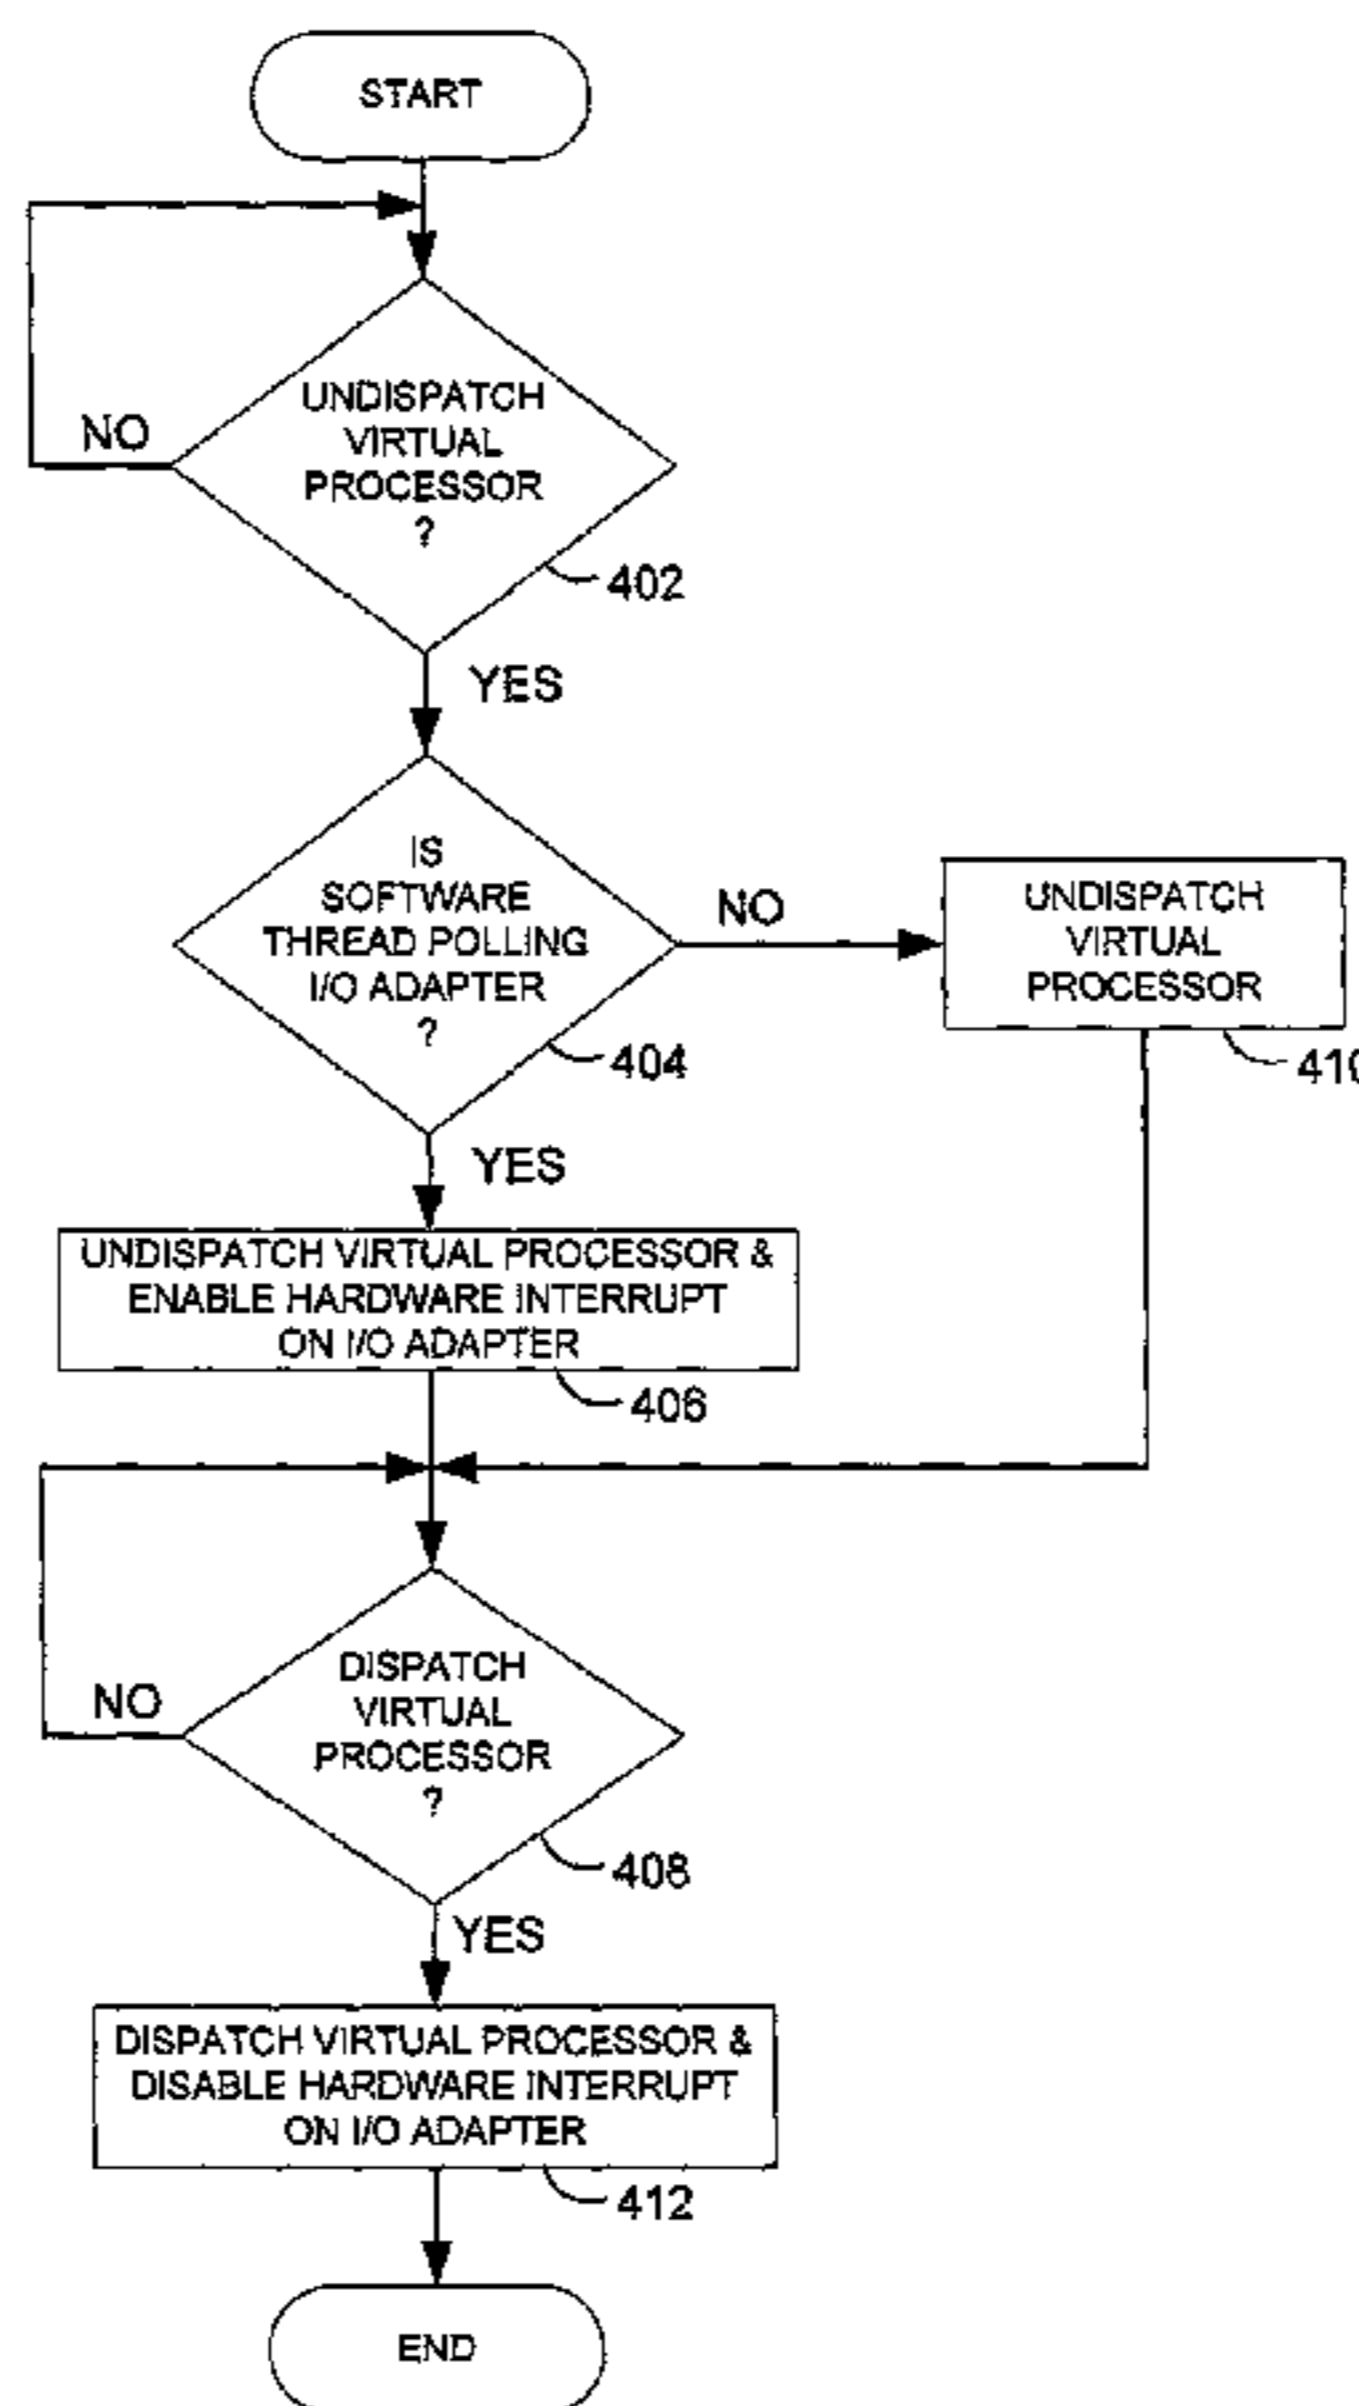 START
UNDISPATCH
VIRTUAL
PROCESSOR
?
NO
402
YES
IS
SOFTWARE
THREAD POLLING
I/O ADAPTER
?
NO
404
YES
UNDISPATCH
VIRTUAL
PROCESSOR
410
UNDISPATCH VIRTUAL PROCESSOR &
ENABLE HARDWARE INTERRUPT
ON I/O ADAPTER
406
DISPATCH
VIRTUAL
PROCESSOR
?
NO
408
YES
DISPATCH VIRTUAL PROCESSOR &
DISABLE HARDWARE INTERRUPT
ON I/O ADAPTER
412
END